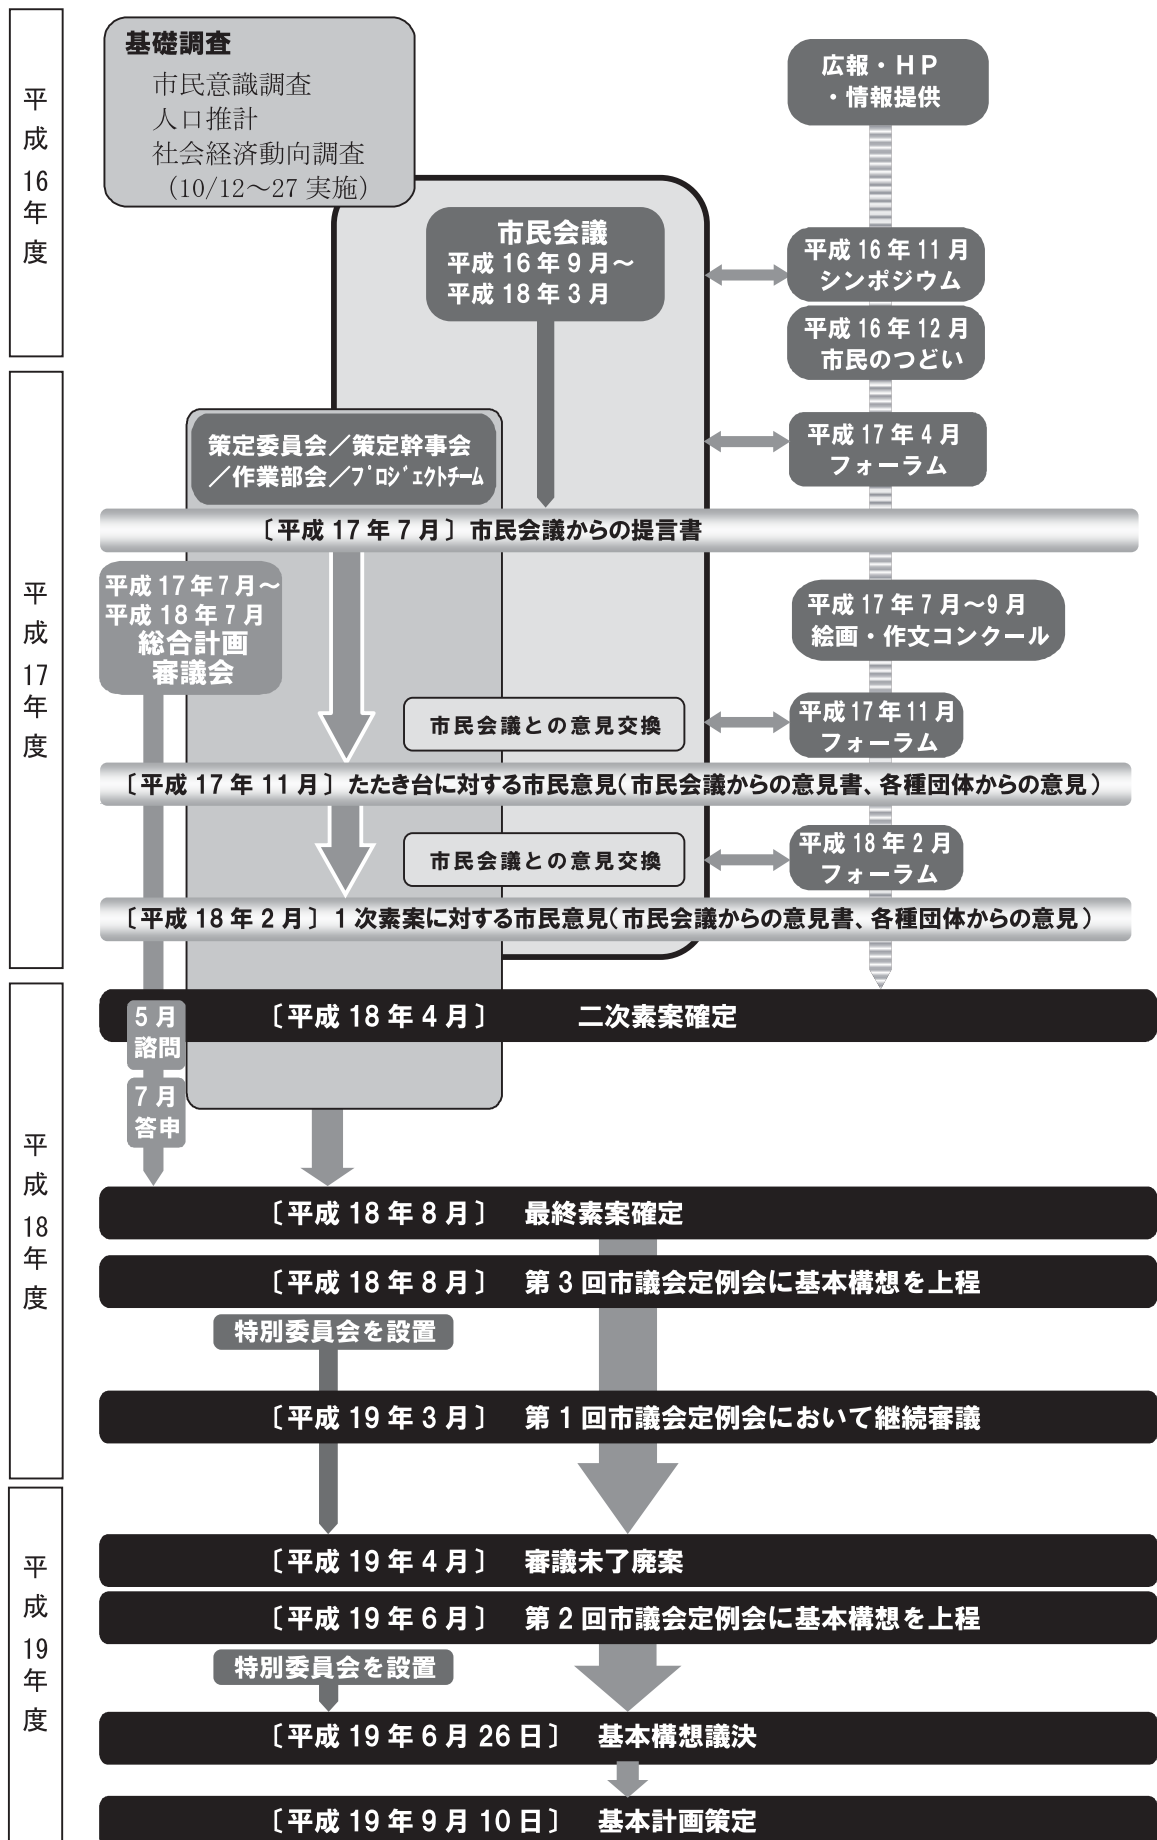 平成16年度
基礎調査
市民意識調査
人口推計
社会経済動向調査
(10/12～27 実施)
広報・ＨＰ
・情報提供
市民会議
平成 16 年 9 月～
平成 18 年 3 月
平成 16 年 11 月
シンポジウム
平成 16 年 12 月
市民のつどい
平成17年度
策定委員会／策定幹事会
／作業部会／ﾌﾟﾛｼﾞｪｸﾄﾁｰﾑ
平成 17 年 4 月
フォーラム
〔平成 17 年 7 月〕市民会議からの提言書
平成 17 年 7 月～
平成 18 年 7 月
総合計画
審議会
平成 17 年 7 月～9 月
絵画・作文コンクール
市民会議との意見交換
平成 17 年 11 月
フォーラム
〔平成 17 年 11 月〕たたき台に対する市民意見（市民会議からの意見書、各種団体からの意見）
市民会議との意見交換
平成 18 年 2 月
フォーラム
〔平成 18 年 2 月〕1 次素案に対する市民意見（市民会議からの意見書、各種団体からの意見）
平成18年度
〔平成 18 年 4 月〕 二次素案確定
5 月
諮問
7 月
答申
〔平成 18 年 8 月〕 最終素案確定
〔平成 18 年 8 月〕 第 3 回市議会定例会に基本構想を上程
特別委員会を設置
〔平成 19 年 3 月〕 第 1 回市議会定例会において継続審議
平成19年度
〔平成 19 年 4 月〕 審議未了廃案
〔平成 19 年 6 月〕 第 2 回市議会定例会に基本構想を上程
特別委員会を設置
〔平成 19 年 6 月 26 日〕 基本構想議決
〔平成 19 年 9 月 10 日〕 基本計画策定